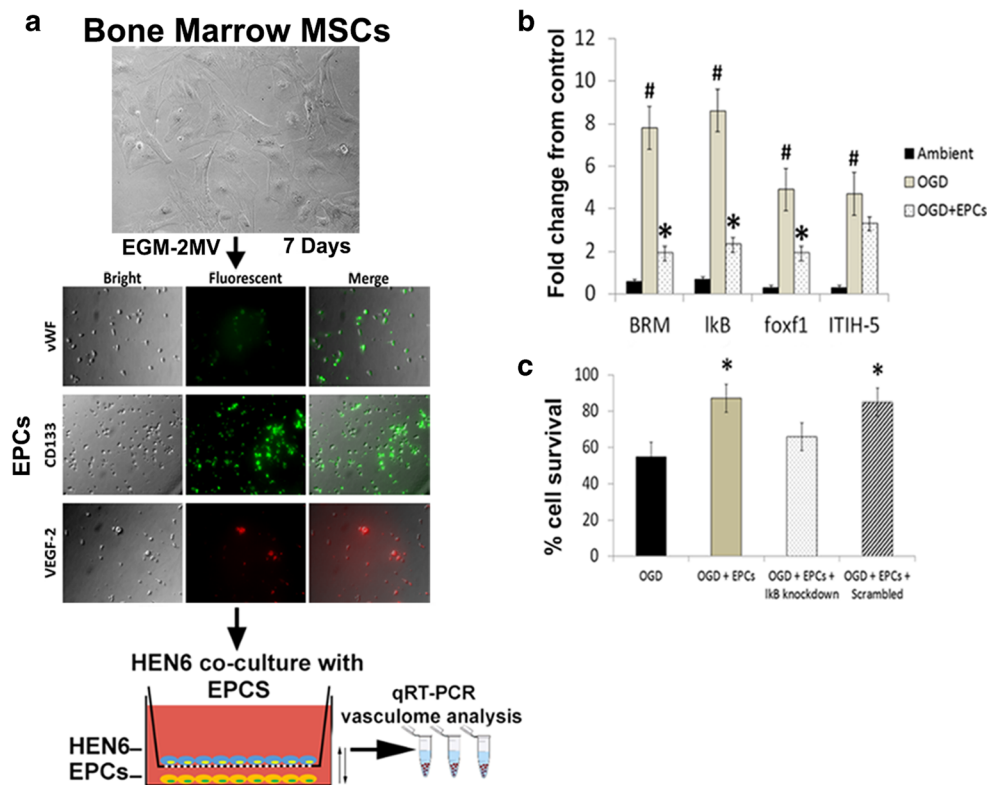 a
Bone Marrow MSCs
EGM-2MV
7 Days
Bright
Fluorescent
Merge
EPCs
vWF
CD133
VEGF-2
HEN6 co-culture with
EPCS
HEN6
EPCs
qRT-PCR
vasculome analysis
b
Fold change from control
12
10
8
6
4
2
0
#
*
#
*
#
*
#
BRM
IkB
foxf1
ITIH-5
Ambient
OGD
OGD+EPCs
c
% cell survival
100
80
60
40
20
0
*
*
OGD
OGD + EPCs
OGD + EPCs +
IkB knockdown
OGD + EPCs +
Scrambled